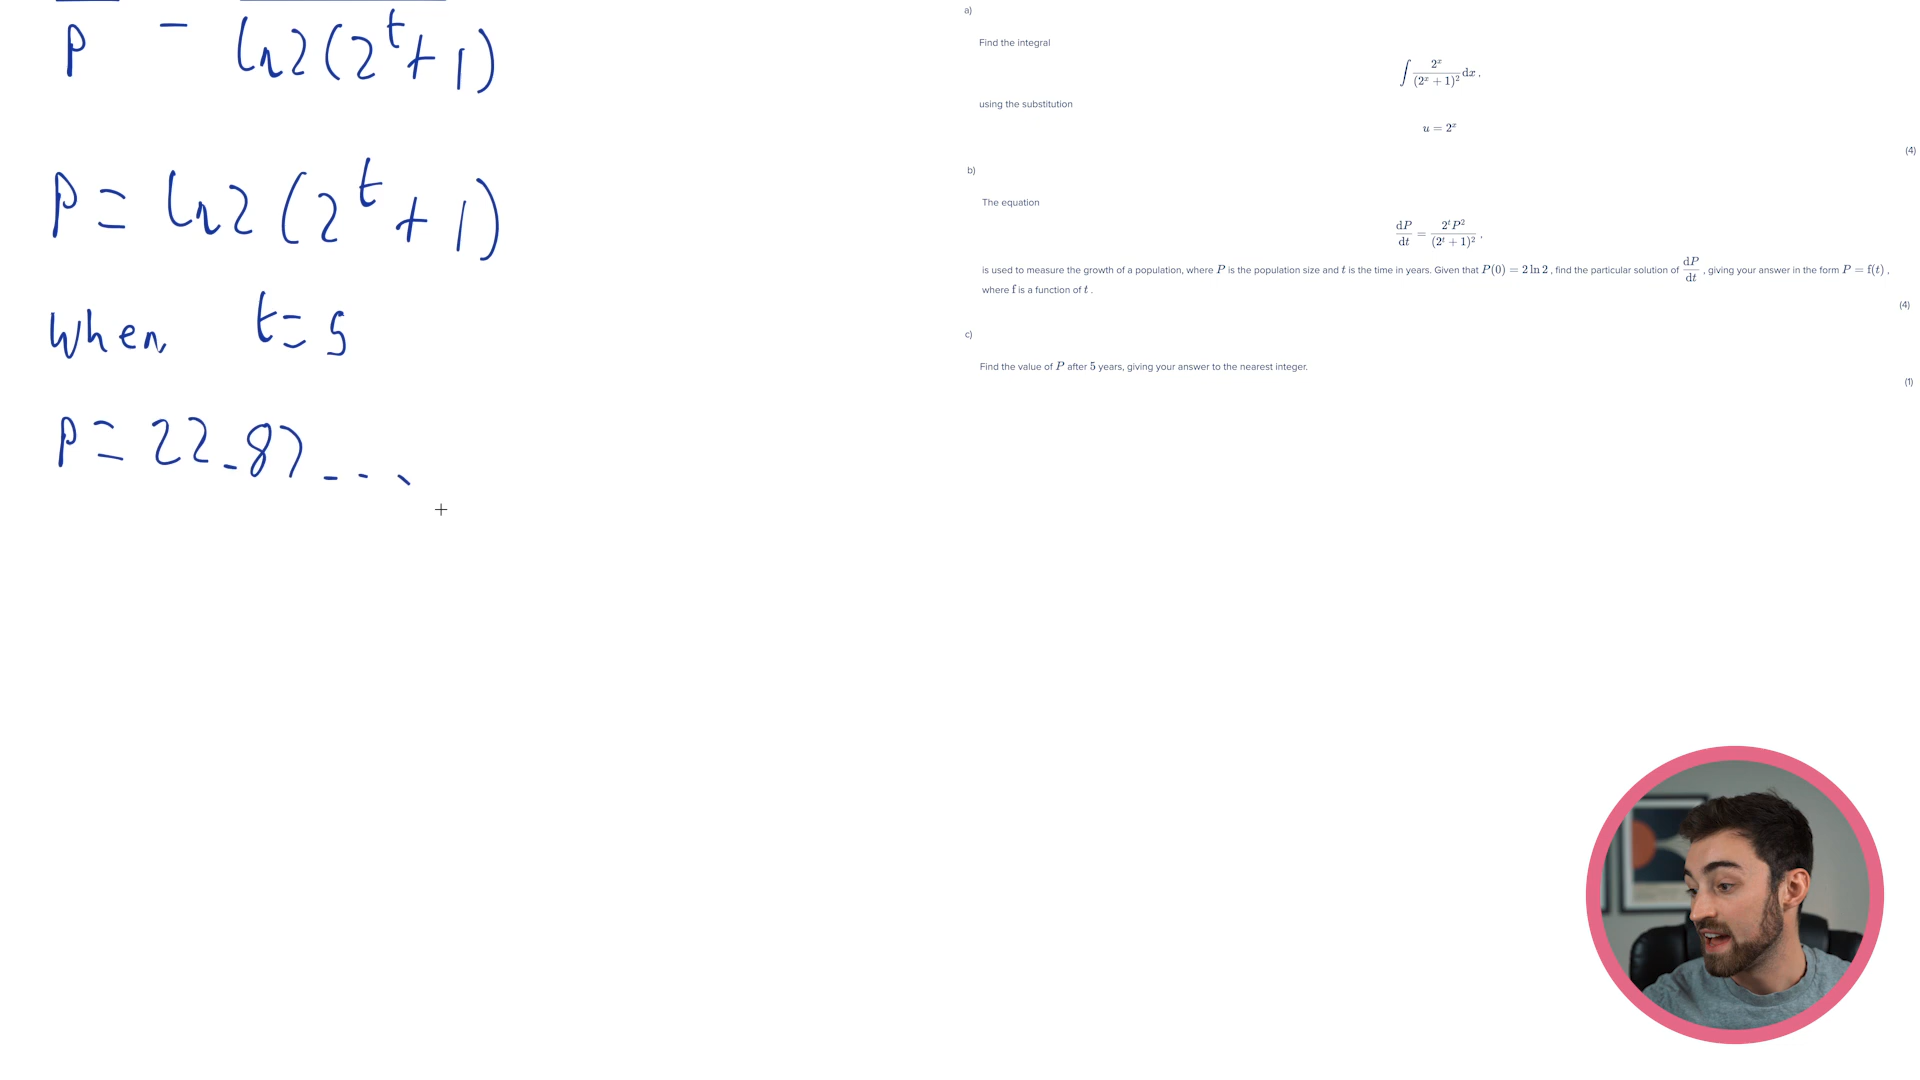 P = ln2(2^t + 1)
P = ln2 (2^t + 1)
When t = 5
P = 22.87...
a)
Find the integral
∫ 2^x / (2^x + 1)^2 dx .
using the substitution
u = 2^x
(4)
b)
The equation
dP/dt = 2^t P^2 / (2^t + 1)^2 .
is used to measure the growth of a population, where P is the population size and t is the time in years. Given that P(0) = 2 ln 2 , find the particular solution of dP/dt , giving your answer in the form P = f(t) ,
where f is a function of t .
(4)
c)
Find the value of P after 5 years, giving your answer to the nearest integer.
(1)